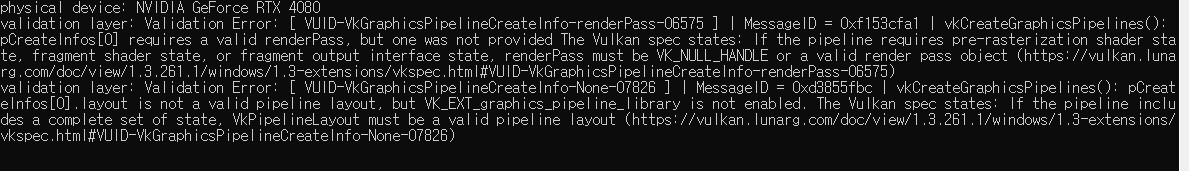 physical device: NVIDIA GeForce RTX 4080
validation layer: Validation Error: [ VUID-VkGraphicsPipelineCreateInfo-renderPass-06575 ] | MessageID = 0xf153cfa1 | vkCreateGraphicsPipelines():
pCreateInfos[0] requires a valid renderPass, but one was not provided The Vulkan spec states: If the pipeline requires pre-rasterization shader sta
te, fragment shader state, or fragment output interface state, renderPass must be VK_NULL_HANDLE or a valid render pass object (https://vulkan.luna
rg.com/doc/view/1.3.261.1/windows/1.3-extensions/vkspec.html#VUID-VkGraphicsPipelineCreateInfo-renderPass-06575)
validation layer: Validation Error: [ VUID-VkGraphicsPipelineCreateInfo-None-07826 ] | MessageID = 0xd3855fbc | vkCreateGraphicsPipelines(): pCreat
eInfos[0].layout is not a valid pipeline layout, but VK_EXT_graphics_pipeline_library is not enabled. The Vulkan spec states: If the pipeline inclu
des a complete set of state, VkPipelineLayout must be a valid pipeline layout (https://vulkan.lunarg.com/doc/view/1.3.261.1/windows/1.3-extensions/
vkspec.html#VUID-VkGraphicsPipelineCreateInfo-None-07826)